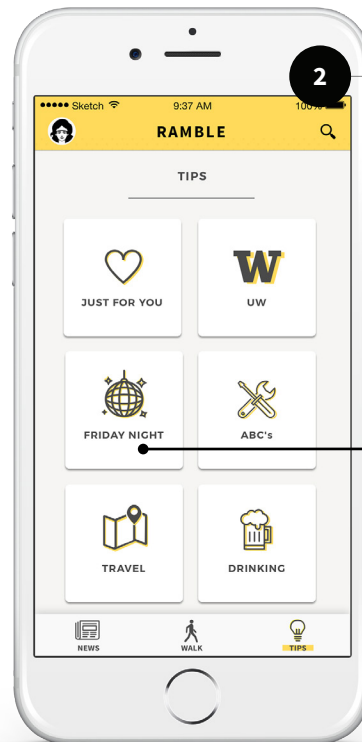 2
Sketch 9:37 AM 100%
RAMBLE
TIPS
JUST FOR YOU
W
UW
FRIDAY NIGHT
ABC's
TRAVEL
DRINKING
NEWS
WALK
TIPS